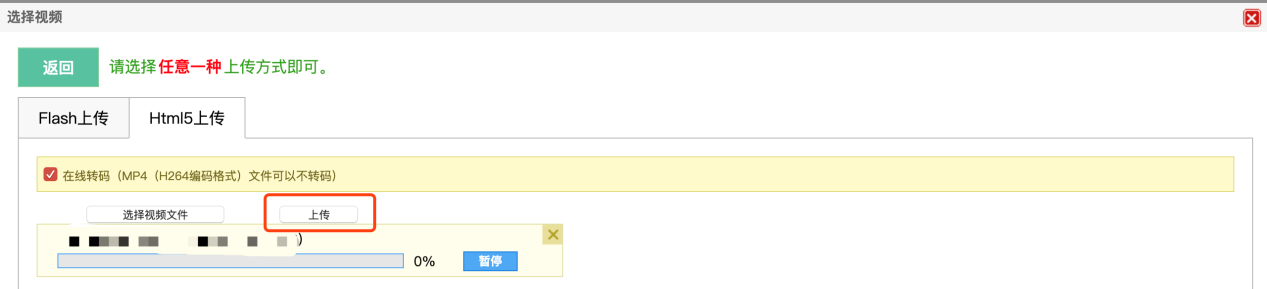 选择视频
返回 请选择任意一种上传方式即可。
Flash上传 Html5上传
在线转码（MP4（H264编码格式）文件可以不转码）
选择视频文件 上传
)
0% 暂停